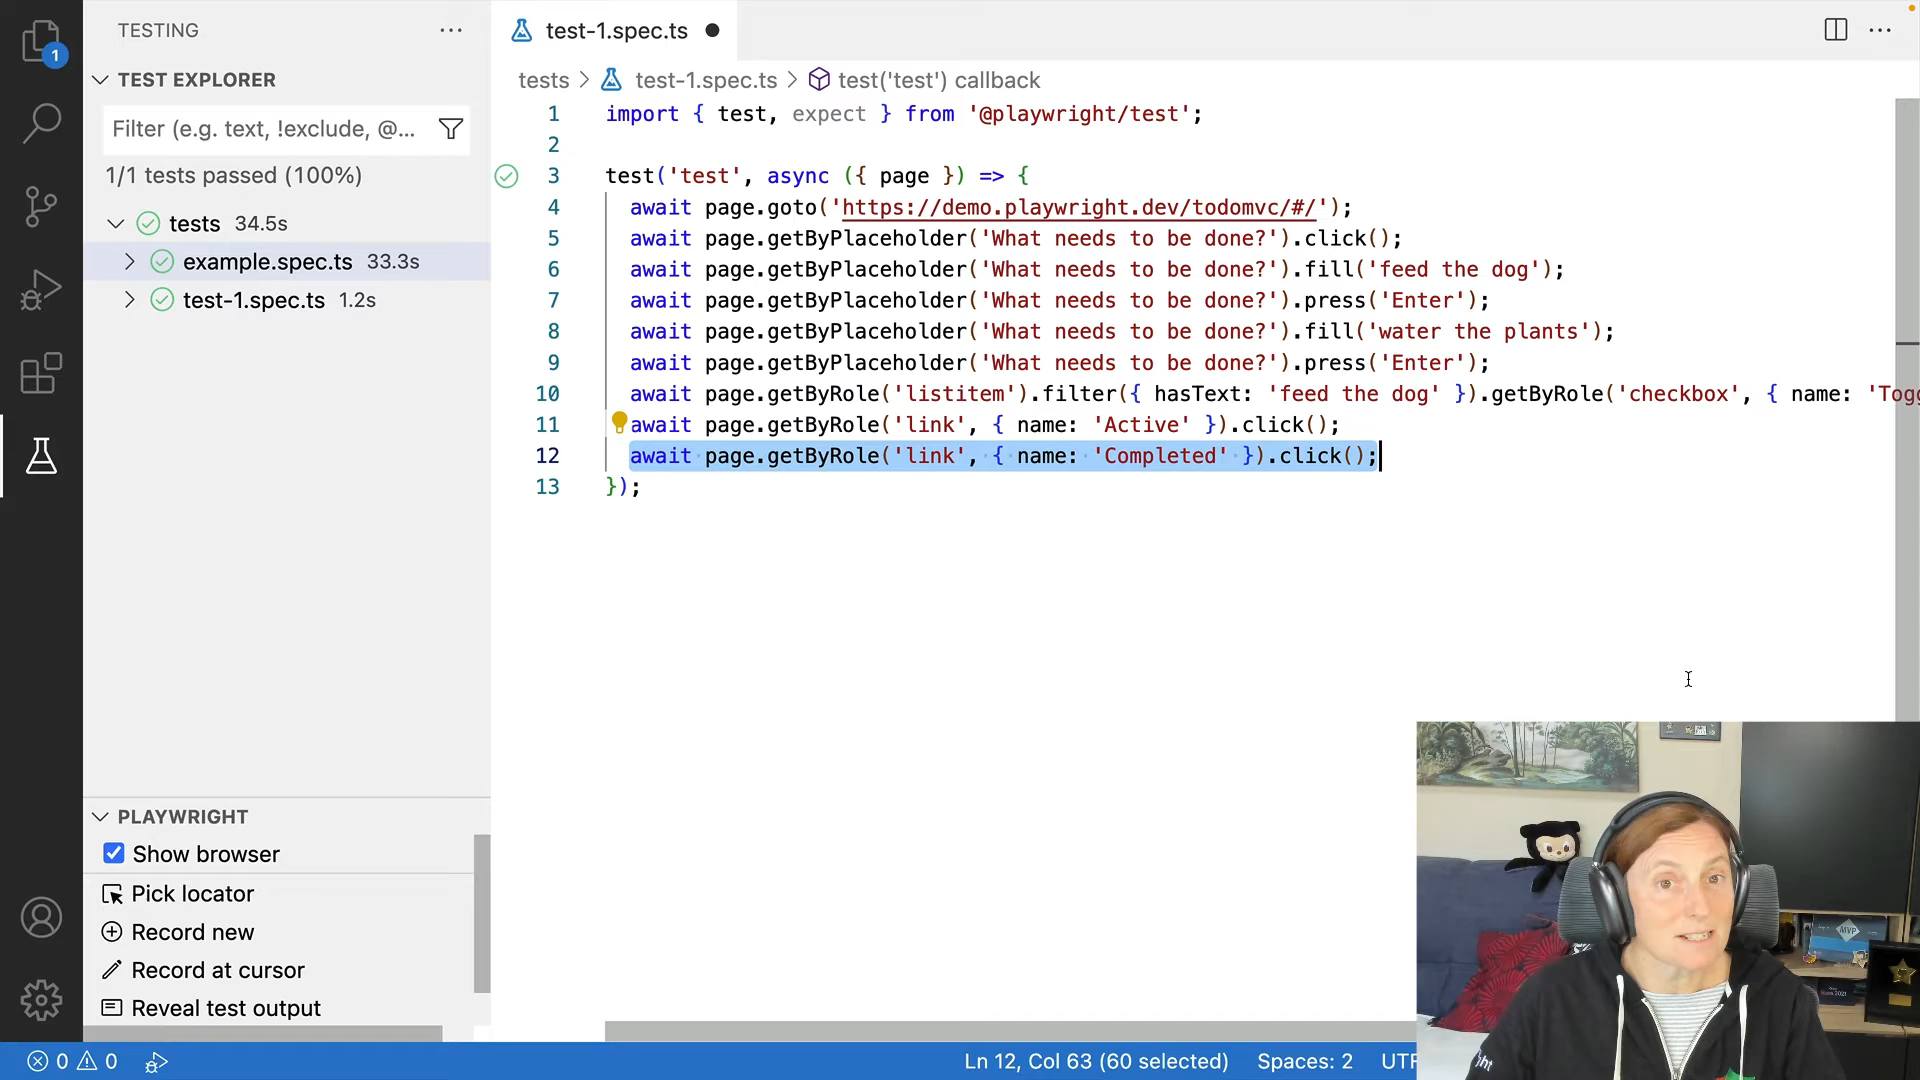 1
TESTING
TEST EXPLORER
Filter (e.g. text, !exclude, @...
1/1 tests passed (100%)
tests 34.5s
example.spec.ts 33.3s
test-1.spec.ts 1.2s
PLAYWRIGHT
Show browser
Pick locator
Record new
Record at cursor
Reveal test output
test-1.spec.ts
tests > test-1.spec.ts > test('test') callback
1 import { test, expect } from '@playwright/test';
2
3 test('test', async ({ page }) => {
4 await page.goto('https://demo.playwright.dev/todomvc/#/');
5 await page.getByPlaceholder('What needs to be done?').click();
6 await page.getByPlaceholder('What needs to be done?').fill('feed the dog');
7 await page.getByPlaceholder('What needs to be done?').press('Enter');
8 await page.getByPlaceholder('What needs to be done?').fill('water the plants');
9 await page.getByPlaceholder('What needs to be done?').press('Enter');
10 await page.getByRole('listitem').filter({ hasText: 'feed the dog' }).getByRole('checkbox', { name: 'Togg
11 await page.getByRole('link', { name: 'Active' }).click();
12 await page.getByRole('link', { name: 'Completed' }).click();
13 });
MVP
0 0
Ln 12, Col 63 (60 selected)
Spaces: 2
UTF